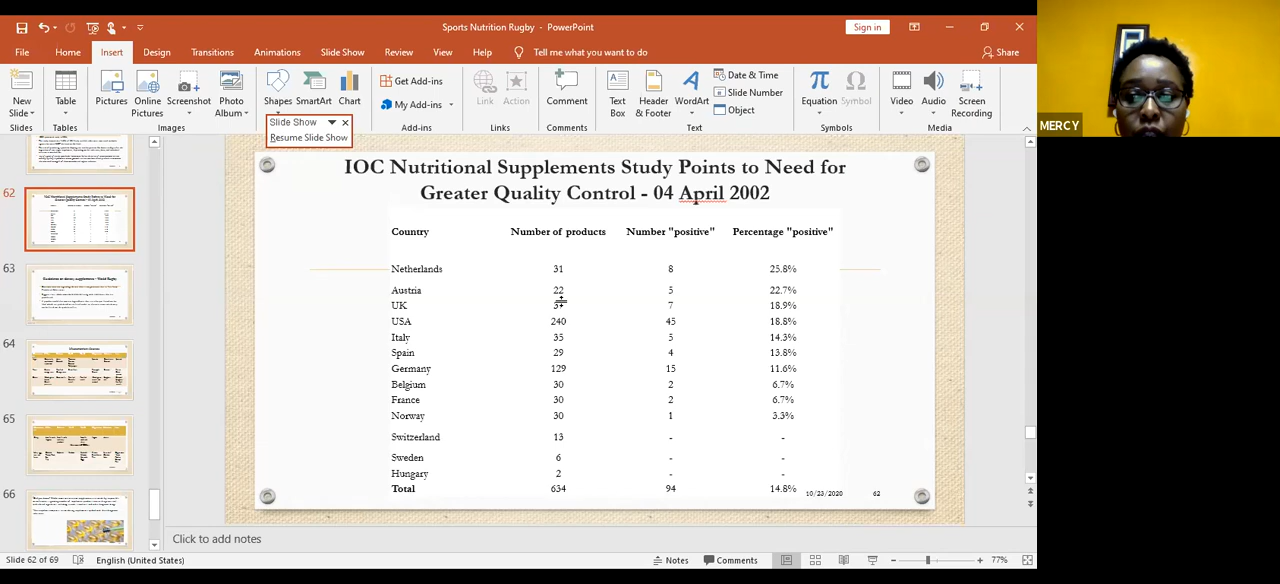 Sports Nutrition Rugby - PowerPoint
Sign in
File Home Insert Design Transitions Animations Slide Show Review View Help Tell me what you want to do Share
New Slide
Table
Pictures
Online Pictures
Screenshot
Photo Album
Shapes
SmartArt
Chart
Get Add-ins
My Add-ins
Link
Action
Comment
Text Box
Header & Footer
WordArt
Date & Time
Slide Number
Object
Equation
Symbol
Video
Audio
Screen Recording
Slides Tables Images Add-ins Links Comments Text Symbols Media
Slide Show
Resume Slide Show
MERCY
62
63
64
65
66
IOC Nutritional Supplements Study Points to Need for
Greater Quality Control - 04 April 2002
Country Number of products Number "positive" Percentage "positive"
Netherlands 31 8 25.8%
Austria 22 5 22.7%
UK 7 18.9%
USA 240 45 18.8%
Italy 35 5 14.3%
Spain 29 4 13.8%
Germany 129 15 11.6%
Belgium 30 2 6.7%
France 30 2 6.7%
Norway 30 1 3.3%
Switzerland 13 - -
Sweden 6 - -
Hungary 2 - -
Total 634 94 14.8%
10/23/2020 62
Click to add notes
Slide 62 of 69 English (United States) Notes Comments 77%